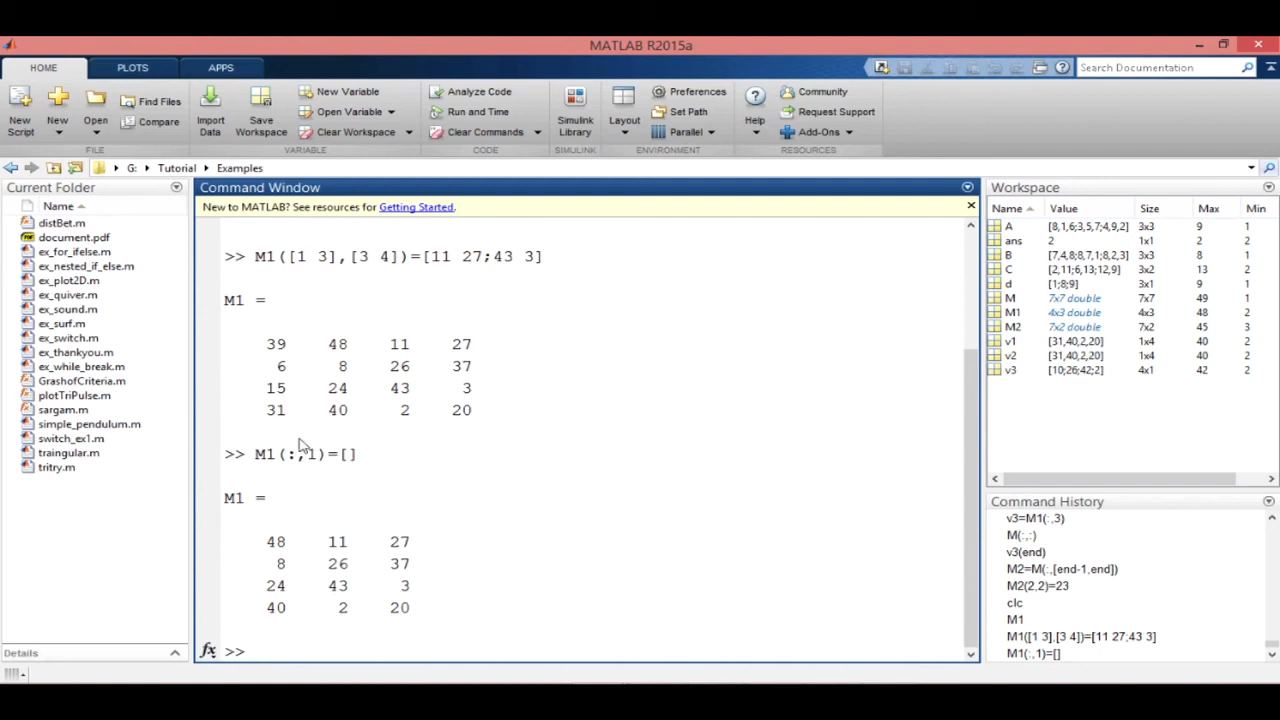 MATLAB R2015a
HOME PLOTS APPS Search Documentation
New Script New Open Find Files Compare
Import Data Save Workspace New Variable Open Variable Clear Workspace
Analyze Code Run and Time Clear Commands
Simulink Library Layout Preferences Set Path Parallel
Help Community Request Support Add-Ons
FILE VARIABLE CODE SIMULINK ENVIRONMENT RESOURCES
G: Tutorial Examples
Current Folder
Name
distBet.m
document.pdf
ex_for_ifelse.m
ex_nested_if_else.m
ex_plot2D.m
ex_quiver.m
ex_sound.m
ex_surf.m
ex_switch.m
ex_thankyou.m
ex_while_break.m
GrashofCriteria.m
plotTriPulse.m
sargam.m
simple_pendulum.m
switch_ex1.m
traingular.m
tritry.m
Details
Command Window
New to MATLAB? See resources for Getting Started.
>> M1([1 3],[3 4])=[11 27;43 3]
M1 =
39 48 11 27
6 8 26 37
15 24 43 3
31 40 2 20
>> M1(:,1)=[]
M1 =
48 11 27
8 26 37
24 43 3
40 2 20
fx >>
Workspace
Name Value Size Max Min
A [8,1,6;3,5,7;4,9,2] 3x3 9 1
ans 2 1x1 2 2
B [7,4,8;8,7,1;8,2,3] 3x3 8 1
C [2,11;6,13;12,9] 3x2 13 2
d [1;8;9] 3x1 9 1
M 7x7 double 7x7 49 1
M1 4x3 double 4x3 48 2
M2 7x2 double 7x2 45 3
v1 [31,40,2,20] 1x4 40 2
v2 [31,40,2,20] 1x4 40 2
v3 [10;26;42;2] 4x1 42 2
Command History
v3=M1(:,3)
M(:,:)
v3(end)
M2=M(:,[end-1,end])
M2(2,2)=23
clc
M1
M1([1 3],[3 4])=[11 27;43 3]
M1(:,1)=[]